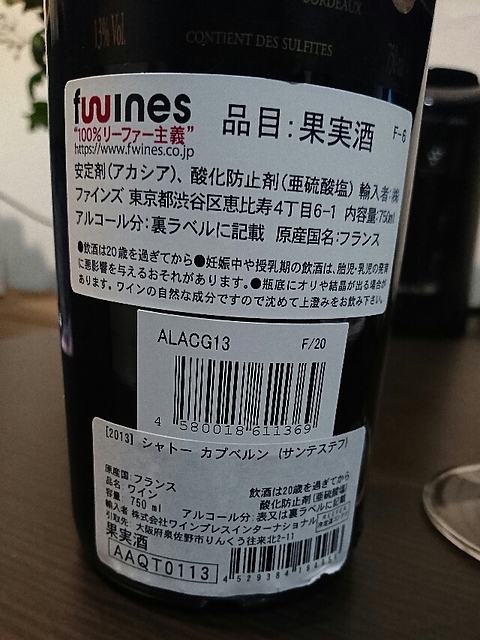 BORDEAUX
13% Vol.
CONTIENT DES SULFITES
fwines
"100%リーファー主義"
https://www.fwines.co.jp
品目:果実酒
F-6
安定剤(アカシア)、酸化防止剤(亜硫酸塩) 輸入者:㈱
ファインズ 東京都渋谷区恵比寿4丁目6-1 内容量:750ml
アルコール分:裏ラベルに記載 原産国名:フランス
●飲酒は20歳を過ぎてから●妊娠中や授乳期の飲酒は、胎児・乳児の発育
に悪影響を与えるおそれがあります。●瓶底にオリや結晶が出る場合が
あります。ワインの自然な成分ですので沈めて上澄みをお飲み下さい。
ALACG13
F/20
4 580018 611369
[2013] シャトー カプベルン (サンテステフ)
原産国:フランス
品名:ワイン
容量:750 ml
飲酒は20歳を過ぎてから
酸化防止剤(亜硫酸塩)
アルコール分:表又は裏ラベルに記載
輸入者 株式会社ワインプレスインターナショナル
引取先:大阪府泉佐野市りんくう往来北2-11
果実酒
AAQT0113